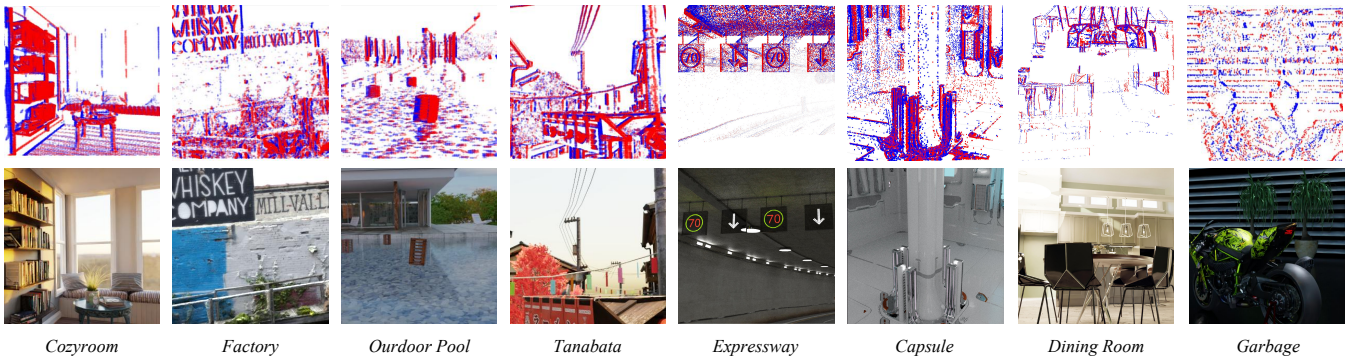 WHISKEY
COMPANY MILL VALLEY
70 70
WHISKEY
COMPANY MILL-VALL
70 70
Cozyroom Factory Ourdoor Pool Tanabata Expressway Capsule Dining Room Garbage